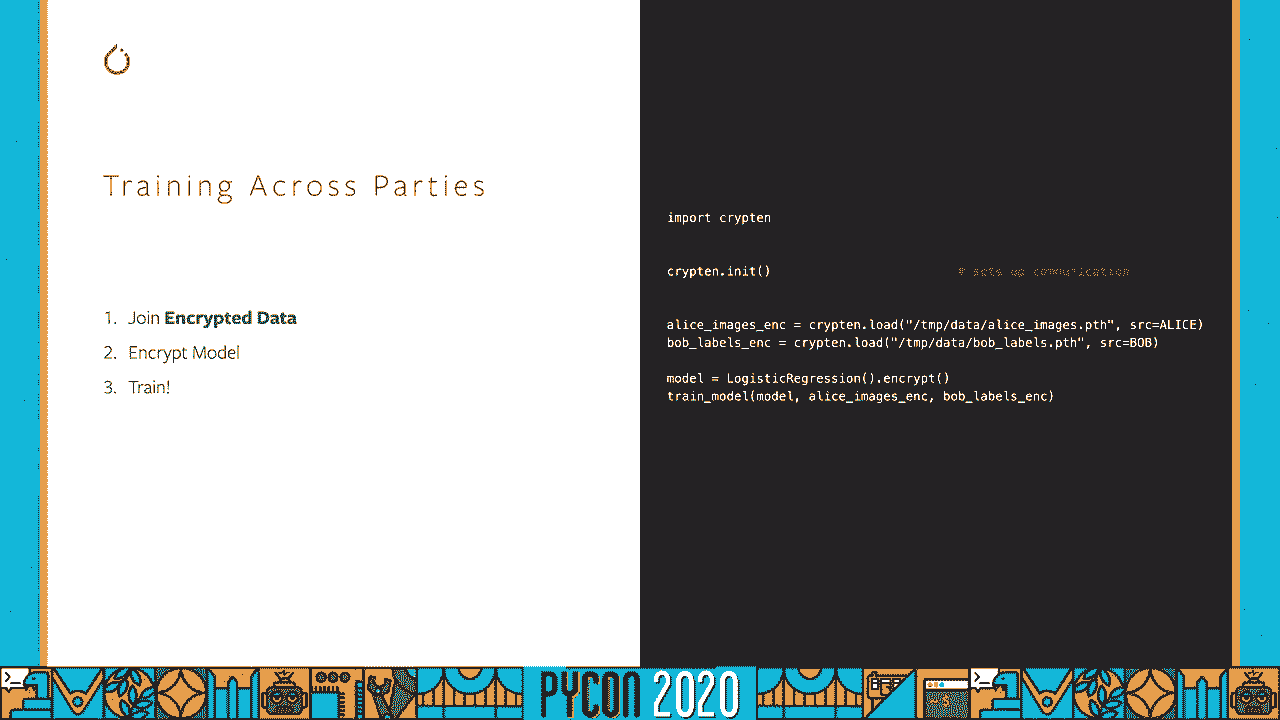 Training Across Parties
1. Join Encrypted Data
2. Encrypt Model
3. Train!
import crypten
crypten.init() # sets up communication
alice_images_enc = crypten.load("/tmp/data/alice_images.pth", src=ALICE)
bob_labels_enc = crypten.load("/tmp/data/bob_labels.pth", src=BOB)
model = LogisticRegression().encrypt()
train_model(model, alice_images_enc, bob_labels_enc)
PYCON 2020